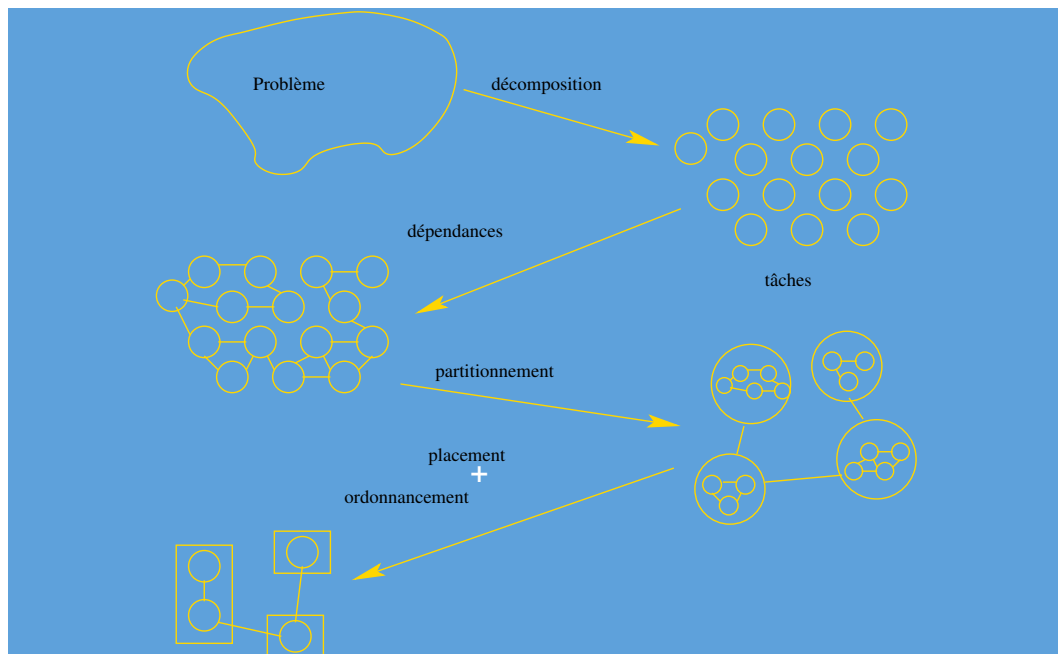 Problème
décomposition
dépendances
tâches
partitionnement
placement
+
ordonnancement